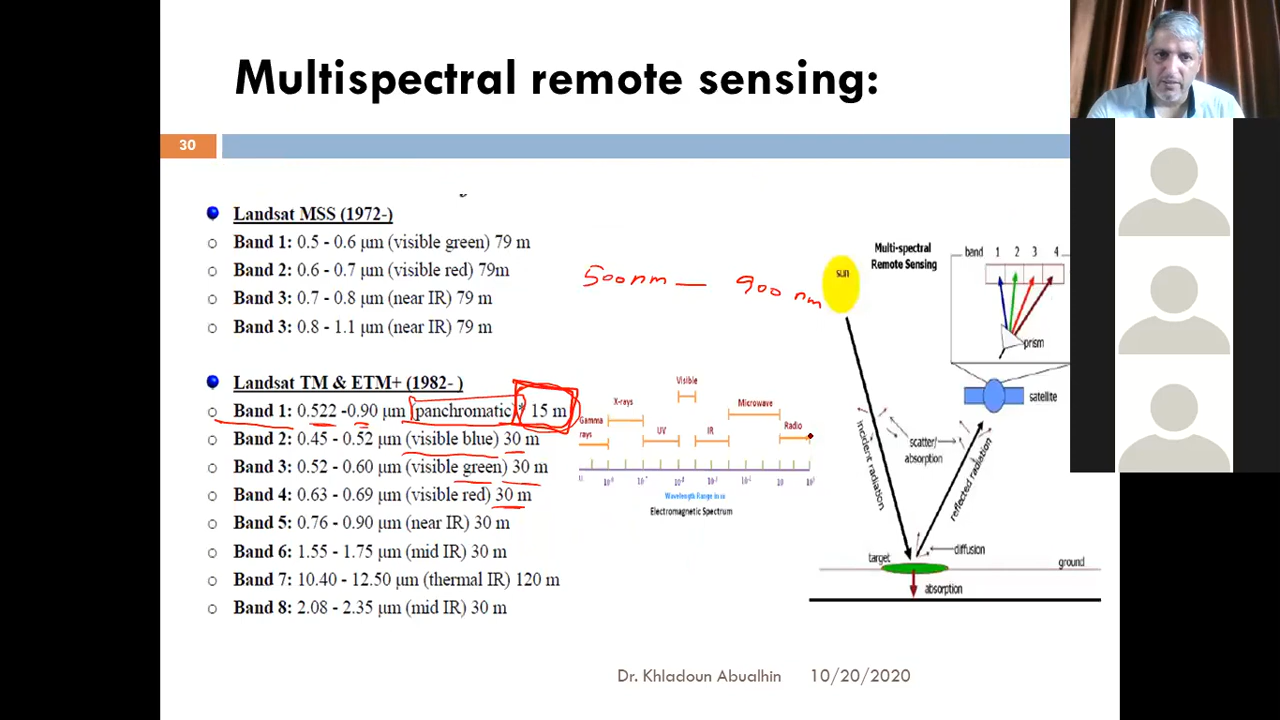 Multispectral remote sensing:
30
Landsat MSS (1972-)
Band 1: 0.5 - 0.6 μm (visible green) 79 m
Band 2: 0.6 - 0.7 μm (visible red) 79m
Band 3: 0.7 - 0.8 μm (near IR) 79 m
Band 3: 0.8 - 1.1 μm (near IR) 79 m
500nm — 900 nm
Landsat TM & ETM+ (1982- )
Band 1: 0.522 -0.90 μm (panchromatic) * 15 m
Band 2: 0.45 - 0.52 μm (visible blue) 30 m
Band 3: 0.52 - 0.60 μm (visible green) 30 m
Band 4: 0.63 - 0.69 μm (visible red) 30 m
Band 5: 0.76 - 0.90 μm (near IR) 30 m
Band 6: 1.55 - 1.75 μm (mid IR) 30 m
Band 7: 10.40 - 12.50 μm (thermal IR) 120 m
Band 8: 2.08 - 2.35 μm (mid IR) 30 m
Visible
X-rays
Microwave
Gamma
rays
UV
IR
Radio
Wavelength Range in m
Electromagnetic Spectrum
Multi-spectral
Remote Sensing
band 1 2 3 4
sun
prism
satellite
scatter/
absorption
incident radiation
reflected radiation
target
diffusion
ground
absorption
Dr. Khladoun Abualhin 10/20/2020